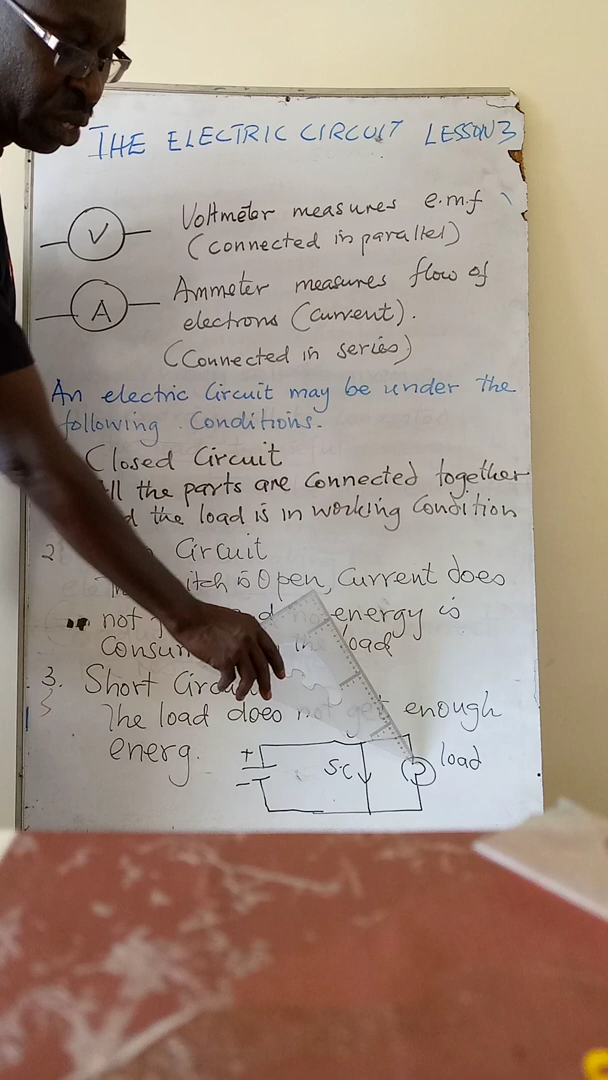 THE ELECTRIC CIRCUIT LESSON 3
V
Voltmeter measures e.m.f
(connected in parallel)
A
Ammeter measures flow of
electrons (current).
(Connected in series)
An electric Circuit may be under the
following Conditions.
Closed Circuit
the parts are connected together
the load is in working Condition
2
Circuit
is Open, Current does
not energy is
load
3. Short
The load does not get enough
energ.
+
-
S.C
load